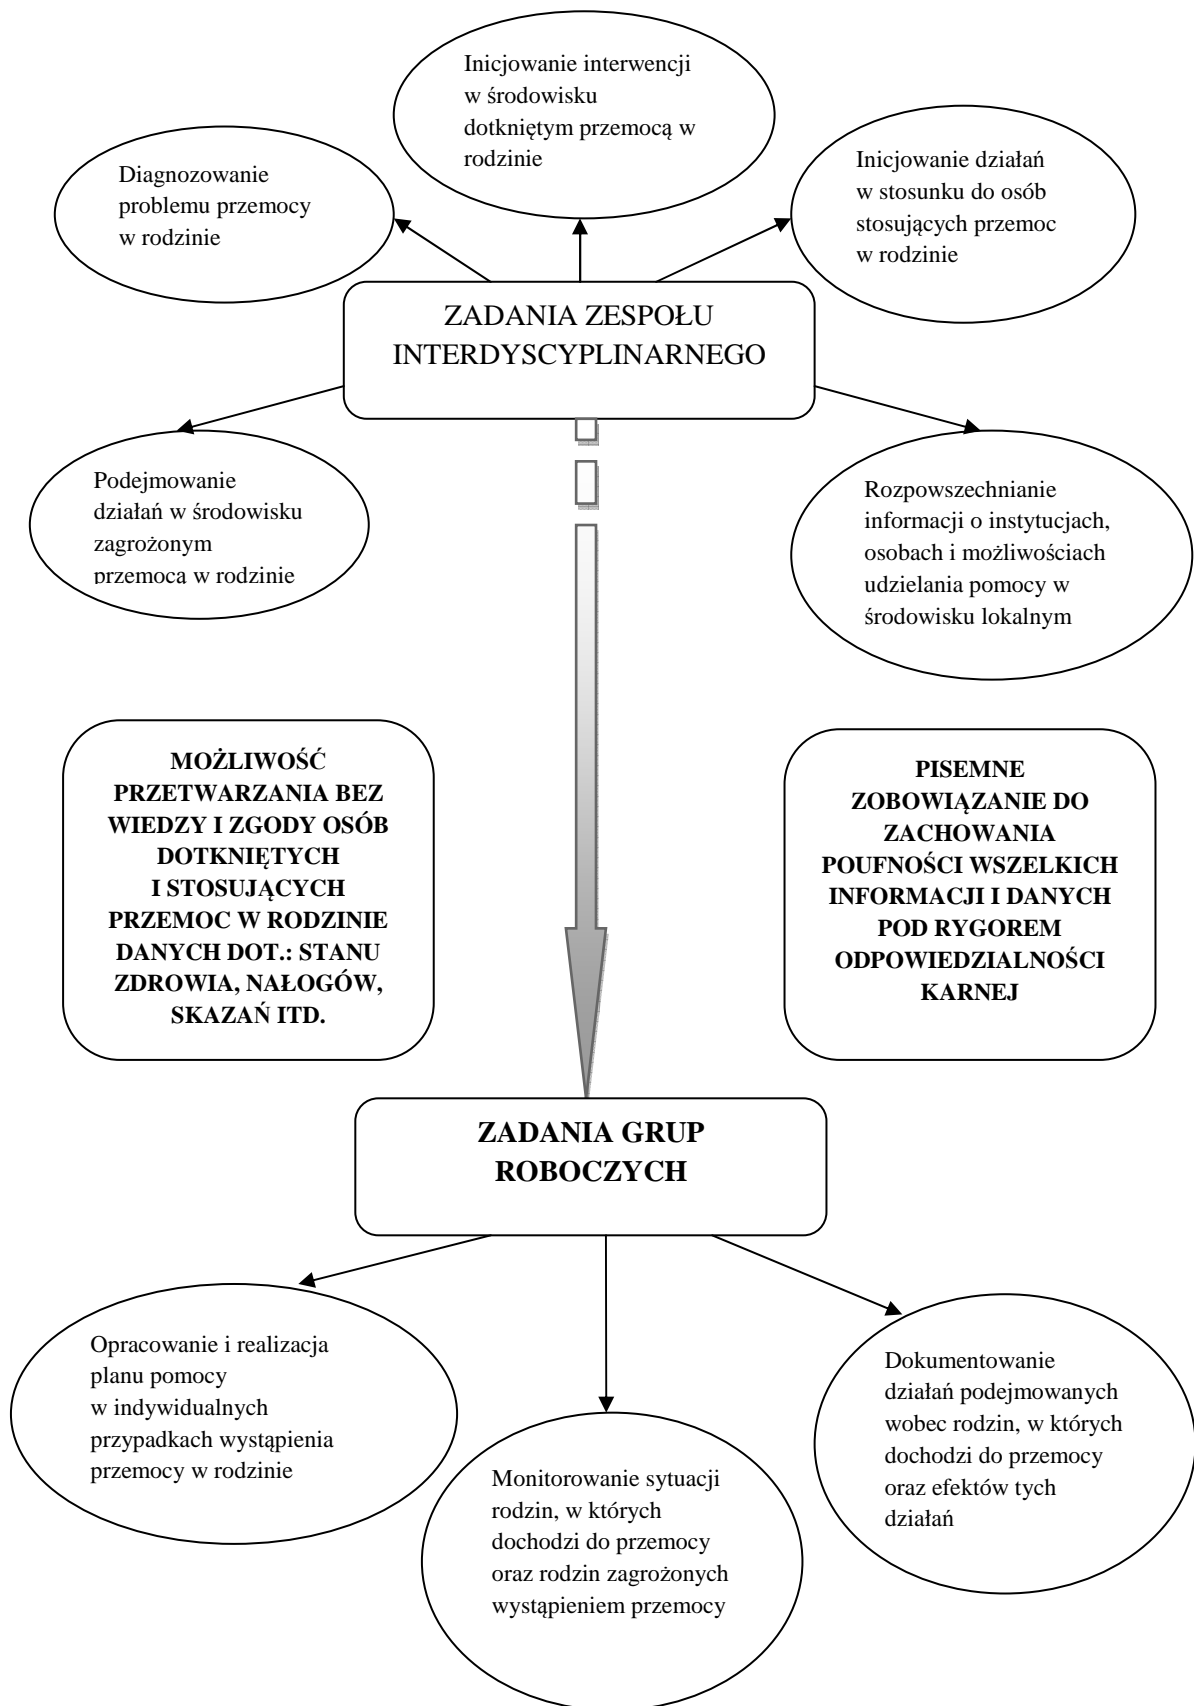 Inicjowanie interwencji
w środowisku
dotkniętym przemocą w
rodzinie
Diagnozowanie
problemu przemocy
w rodzinie
Inicjowanie działań
w stosunku do osób
stosujących przemoc
w rodzinie
ZADANIA ZESPOŁU
INTERDYSCYPLINARNEGO
Podejmowanie
działań w środowisku
zagrożonym
przemocą w rodzinie
Rozpowszechnianie
informacji o instytucjach,
osobach i możliwościach
udzielania pomocy w
środowisku lokalnym
MOŻLIWOŚĆ
PRZETWARZANIA BEZ
WIEDZY I ZGODY OSÓB
DOTKNIĘTYCH
I STOSUJĄCYCH
PRZEMOC W RODZINIE
DANYCH DOT.: STANU
ZDROWIA, NAŁOGÓW,
SKAZAŃ ITD.
PISEMNE
ZOBOWIĄZANIE DO
ZACHOWANIA
POUFNOŚCI WSZELKICH
INFORMACJI I DANYCH
POD RYGOREM
ODPOWIEDZIALNOŚCI
KARNEJ
ZADANIA GRUP
ROBOCZYCH
Opracowanie i realizacja
planu pomocy
w indywidualnych
przypadkach wystąpienia
przemocy w rodzinie
Monitorowanie sytuacji
rodzin, w których
dochodzi do przemocy
oraz rodzin zagrożonych
wystąpieniem przemocy
Dokumentowanie
działań podejmowanych
wobec rodzin, w których
dochodzi do przemocy
oraz efektów tych
działań